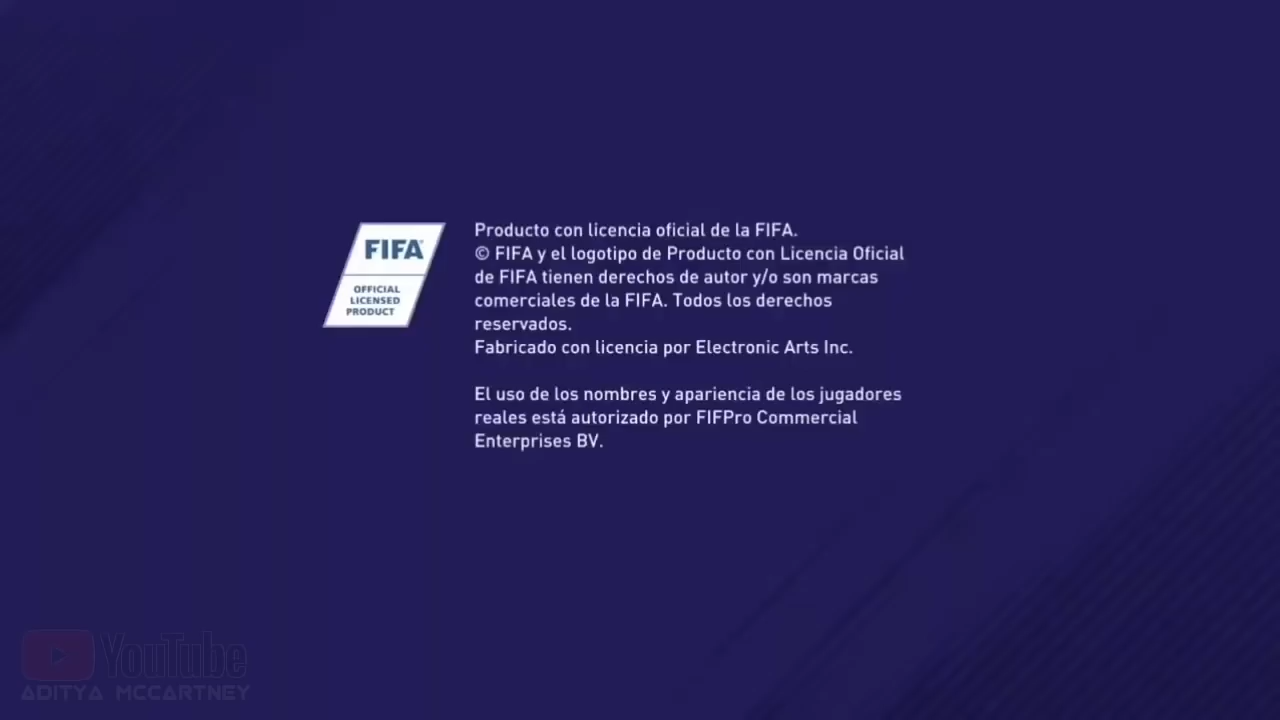 FIFA
OFFICIAL
LICENSED
PRODUCT
Producto con licencia oficial de la FIFA.
© FIFA y el logotipo de Producto con Licencia Oficial
de FIFA tienen derechos de autor y/o son marcas
comerciales de la FIFA. Todos los derechos
reservados.
Fabricado con licencia por Electronic Arts Inc.
El uso de los nombres y apariencia de los jugadores
reales está autorizado por FIFPro Commercial
Enterprises BV.
YouTube
ADITYA MCCARTNEY